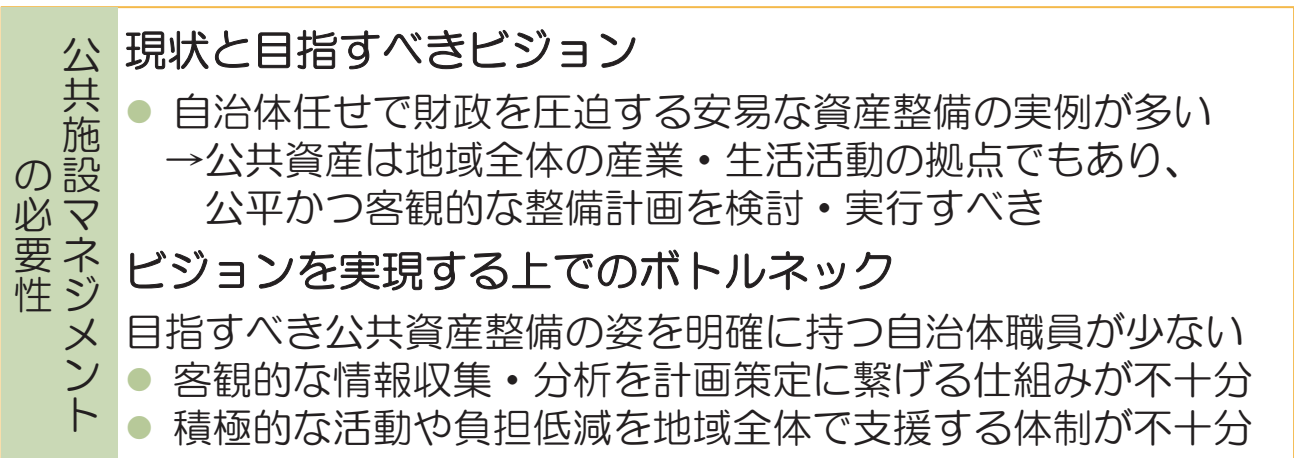 公共施設マネジメント
の必要性
現状と目指すべきビジョン
● 自治体任せで財政を圧迫する安易な資産整備の実例が多い
→公共資産は地域全体の産業・生活活動の拠点でもあり、
公平かつ客観的な整備計画を検討・実行すべき
ビジョンを実現する上でのボトルネック
目指すべき公共資産整備の姿を明確に持つ自治体職員が少ない
● 客観的な情報収集・分析を計画策定に繋げる仕組みが不十分
● 積極的な活動や負担低減を地域全体で支援する体制が不十分